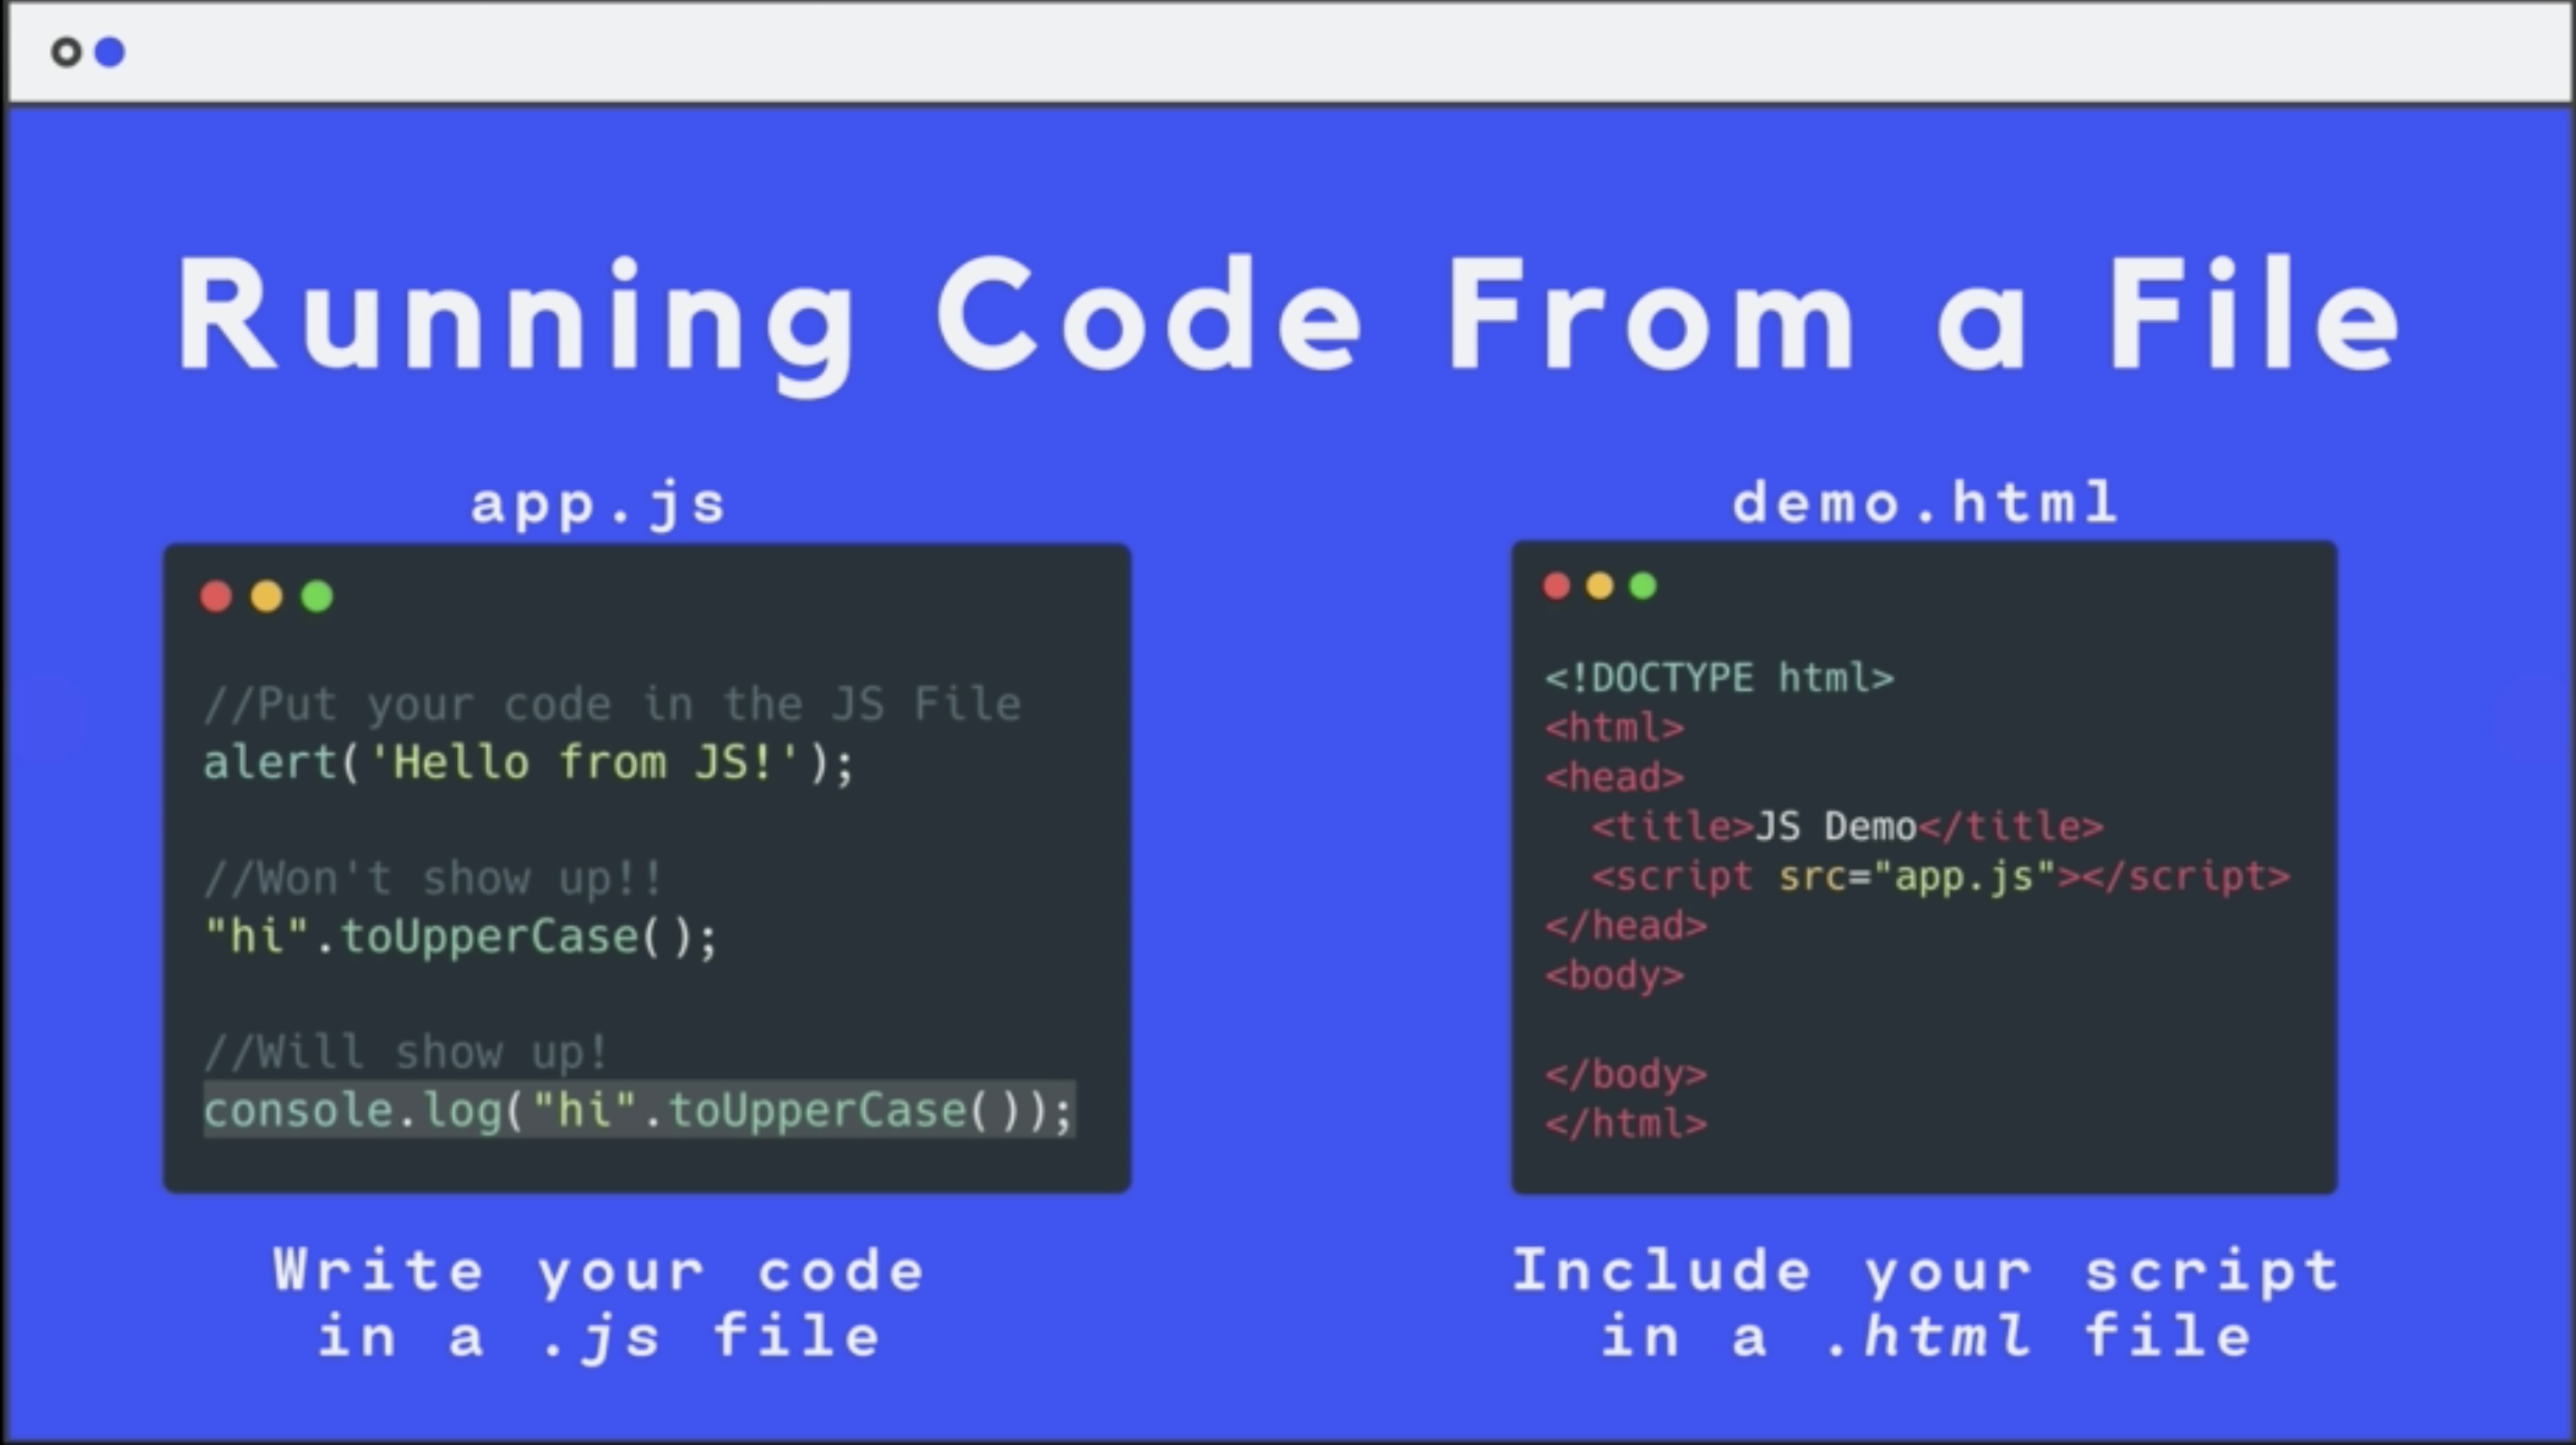 Running Code From a File
app.js
//Put your code in the JS File
alert('Hello from JS!');
//Won't show up!!
"hi".toUpperCase();
//Will show up!
console.log("hi".toUpperCase());
Write your code
in a .js file
demo.html
<!DOCTYPE html>
<html>
<head>
  <title>JS Demo</title>
  <script src="app.js"></script>
</head>
<body>
</body>
</html>
Include your script
in a .html file